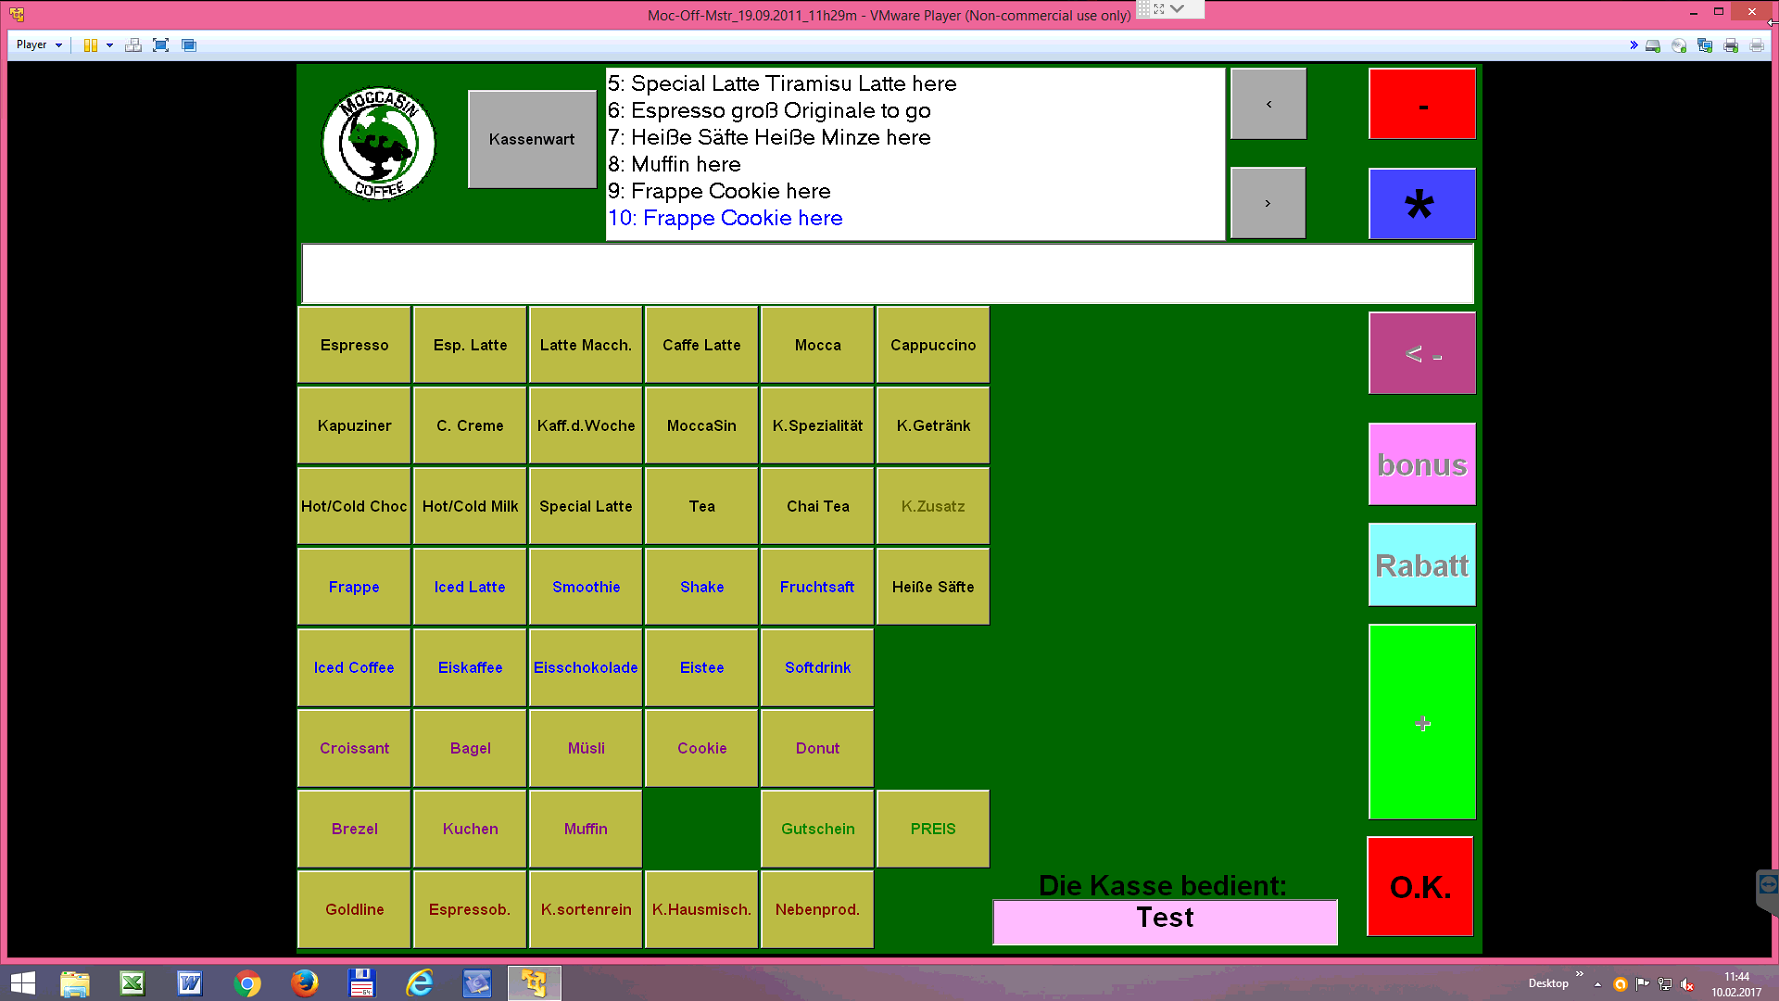 Moc-Off-Mstr_19.09.2011_11h29m - VMware Player (Non-commercial use only)
Player
MOCCASIN
COFFEE
Kassenwart
5: Special Latte Tiramisu Latte here
6: Espresso groß Originale to go
7: Heiße Säfte Heiße Minze here
8: Muffin here
9: Frappe Cookie here
10: Frappe Cookie here
<
>
-
*
Espresso Esp. Latte Latte Macch. Caffe Latte Mocca Cappuccino
< -
Kapuziner C. Creme Kaff.d.Woche MoccaSin K.Spezialität K.Getränk
bonus
Hot/Cold Choc Hot/Cold Milk Special Latte Tea Chai Tea K.Zusatz
Rabatt
Frappe Iced Latte Smoothie Shake Fruchtsaft Heiße Säfte
Iced Coffee Eiskaffee Eisschokolade Eistee Softdrink
+
Croissant Bagel Müsli Cookie Donut
Brezel Kuchen Muffin Gutschein PREIS
Die Kasse bedient:
O.K.
Goldline Espressob. K.sortenrein K.Hausmisch. Nebenprod.
Test
Desktop
11:44
10.02.2017